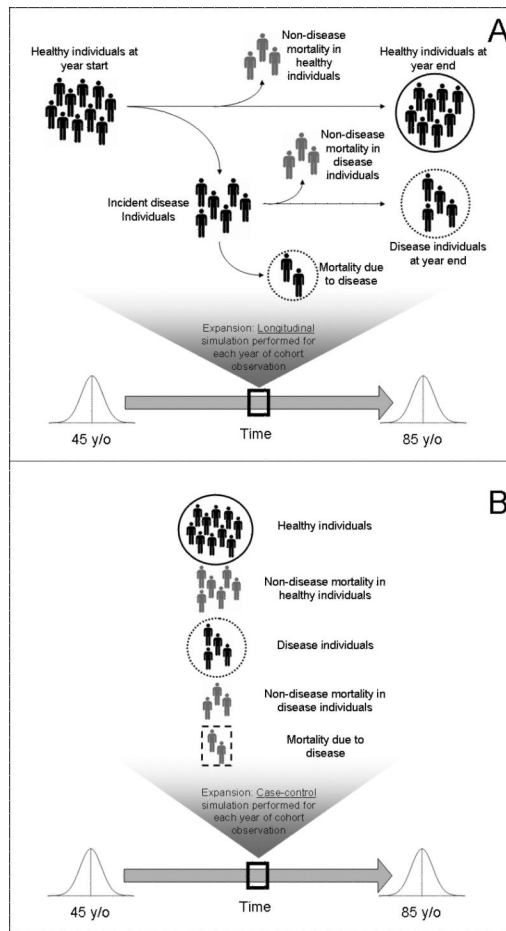 A
Healthy individuals at
year start
Non-disease
mortality in
healthy
individuals
Healthy individuals at
year end
Non-disease
mortality in
disease
individuals
Incident disease
Individuals
Disease individuals
at year end
Mortality due
to disease
Expansion: Longitudinal
simulation performed for
each year of cohort
observation
45 y/o
Time
85 y/o
B
Healthy individuals
Non-disease mortality in
healthy individuals
Disease individuals
Non-disease mortality in
disease individuals
Mortality due to
disease
Expansion: Case-control
simulation performed for
each year of cohort
observation
45 y/o
Time
85 y/o